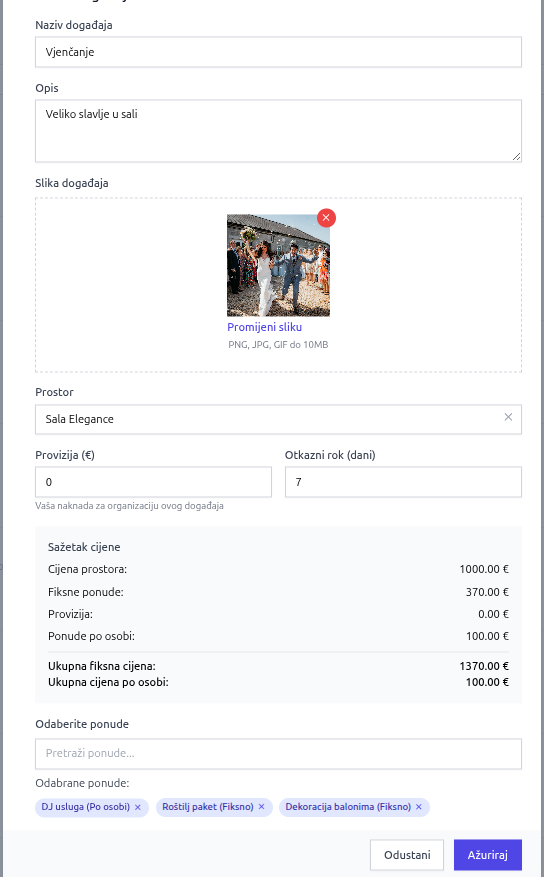 Naziv događaja
Vjenčanje
Opis
Veliko slavlje u sali
Slika događaja
Promijeni sliku
PNG, JPG, GIF do 10MB
Prostor
Sala Elegance
Provizija (€) Otkazni rok (dani)
0 7
Vaša naknada za organizaciju ovog događaja
Sažetak cijene
Cijena prostora: 1000.00 €
Fiksne ponude: 370.00 €
Provizija: 0.00 €
Ponude po osobi: 100.00 €
Ukupna fiksna cijena: 1370.00 €
Ukupna cijena po osobi: 100.00 €
Odaberite ponude
Pretraži ponude...
Odabrane ponude:
DJ usluga (Po osobi) × Roštilj paket (Fiksno) × Dekoracija balonima (Fiksno) ×
Odustani Ažuriraj